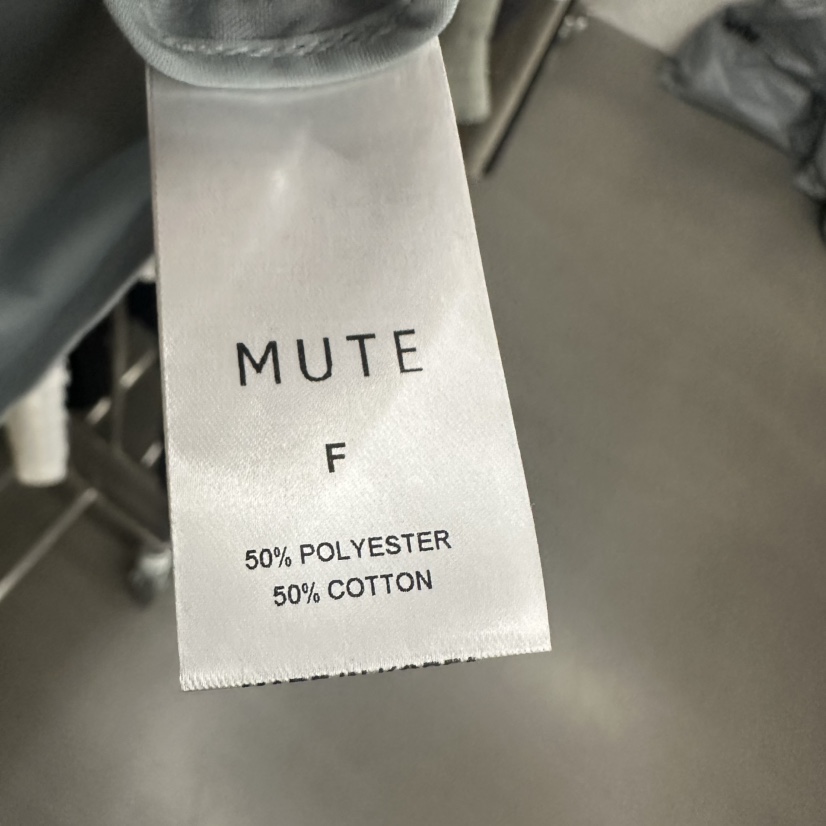 MUTE
F
50% POLYESTER
50% COTTON